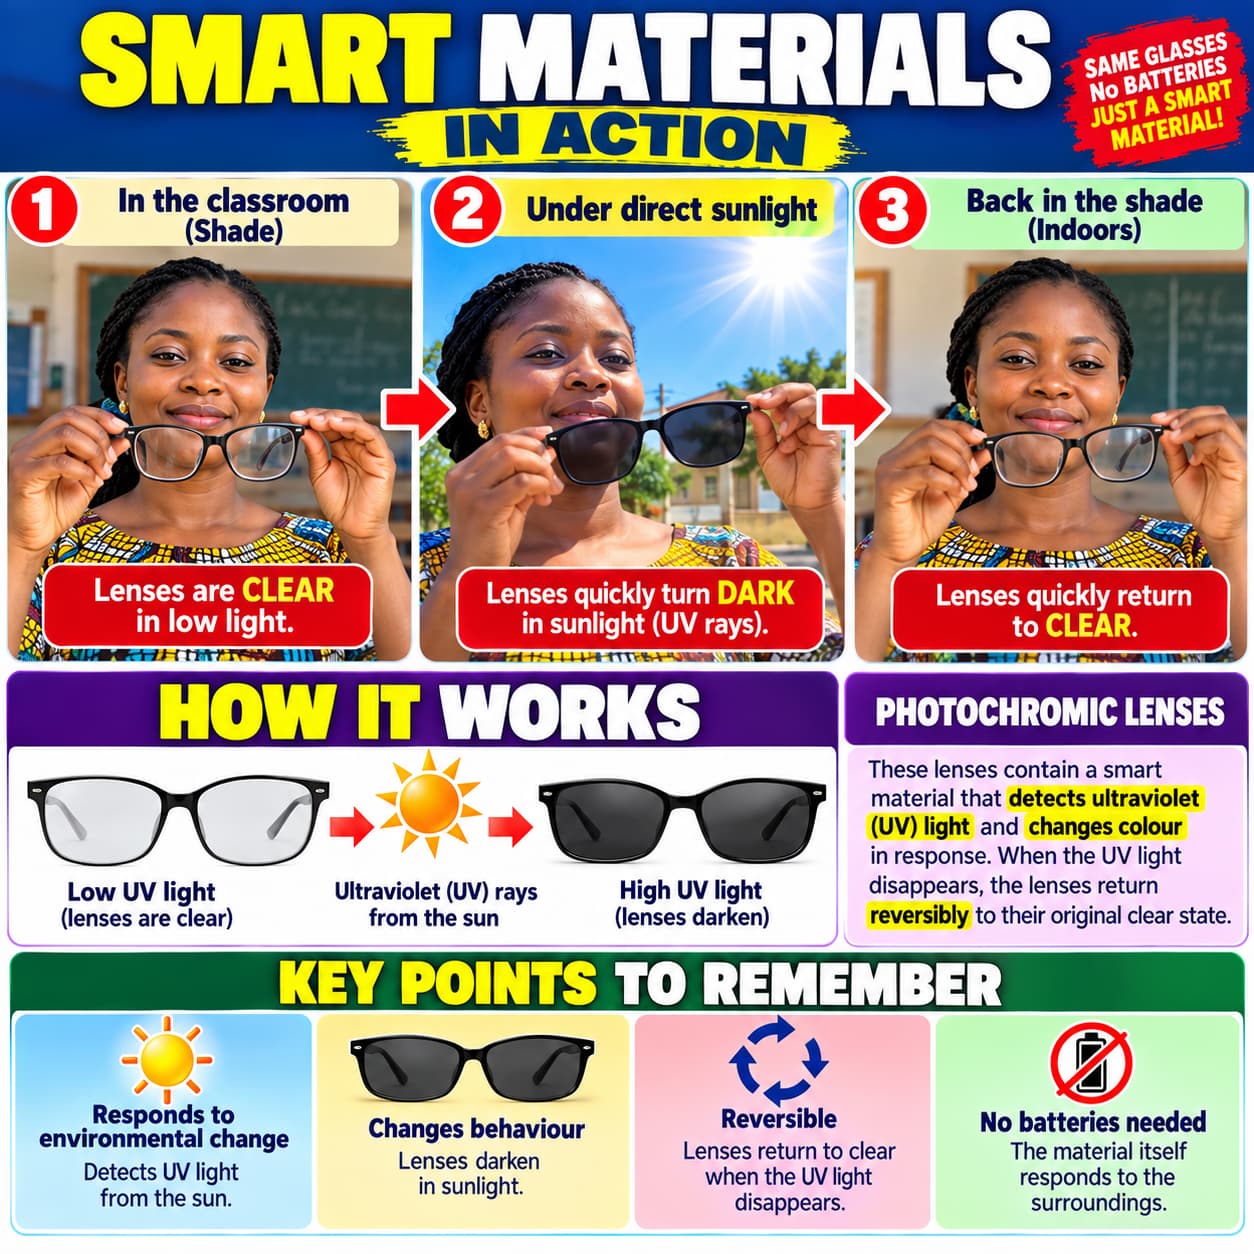 SMART MATERIALS
IN ACTION
SAME GLASSES
No BATTERIES
JUST A SMART
MATERIAL!
1
In the classroom
(Shade)
2
Under direct sunlight
3
Back in the shade
(Indoors)
Lenses are CLEAR
in low light.
Lenses quickly turn DARK
in sunlight (UV rays).
Lenses quickly return
to CLEAR.
HOW IT WORKS
Low UV light
(lenses are clear)
Ultraviolet (UV) rays
from the sun
High UV light
(lenses darken)
PHOTOCHROMIC LENSES
These lenses contain a smart
material that detects ultraviolet
(UV) light and changes colour
in response. When the UV light
disappears, the lenses return
reversibly to their original clear state.
KEY POINTS TO REMEMBER
Responds to
environmental change
Detects UV light
from the sun.
Changes behaviour
Lenses darken
in sunlight.
Reversible
Lenses return to clear
when the UV light
disappears.
No batteries needed
The material itself
responds to the
surroundings.